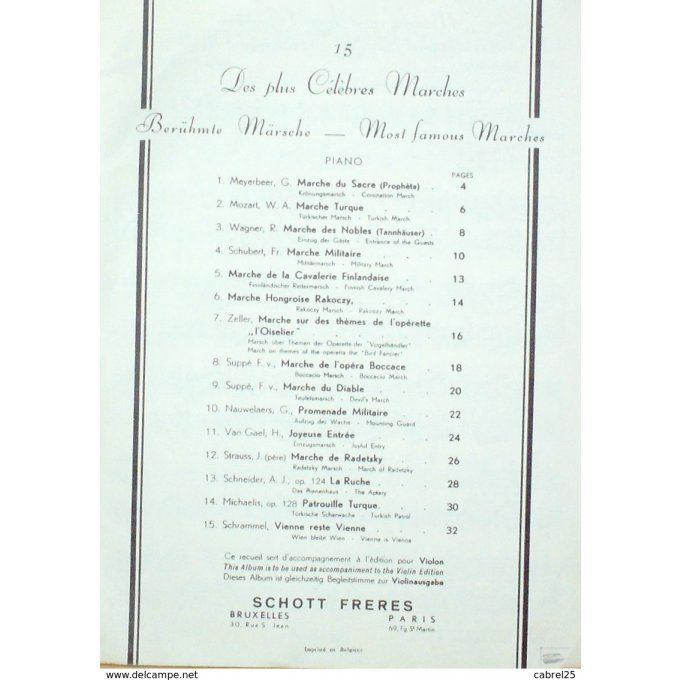 15
Des plus Célèbres Marches
Berühmte Märsche — Most famous Marches
PIANO
PAGES
1. Meyerbeer, G. Marche du Sacre (Prophète) . 4
Krönungsmarsch - Coronation March
2. Mozart, W. A. Marche Turque . . . 6
Türkischer Marsch - Turkish March
3. Wagner, R. Marche des Nobles (Tannhäuser) . 8
Einzug der Gäste - Entrance of the Guests
4. Schubert, Fr. Marche Militaire . . . 10
Militärmarsch - Military March
5. Marche de la Cavalerie Finlandaise . . 13
Finnländischer Reitermarsch - Finnish Cavalery March
6. Marche Hongroise Rakoczy, . . . 14
Rakoczy Marsch - Rakoczy March
7. Zeller, Marche sur des thèmes de l'opérette
„l'Oiselier" . . . . . . 16
Marsch über Themen der Operette der "Vogelhändler"
March on themes of the operetta the "Bird Fancier"
8. Suppé, F. v., Marche de l'opéra Boccace . 18
Boccacio Marsch - Boccacio March
9. Suppé, F. v., Marche du Diable . . . 20
Teufelsmarsch - Devil's March
10. Nauwelaers, G., Promenade Militaire . . 22
Aufzug der Wache - Mounting Guard
11. Van Gael, H., Joyeuse Entrée . . . 24
Einzugsmarsch - Joyful Entry
12. Strauss, J. (père) Marche de Radetsky . . 26
Radetzky Marsch - March of Radetzky
13. Schneider, A. J., op. 124 La Ruche . . 28
Das Bienenhaus - The Apiary
14. Michaelis, op. 128 Patrouille Turque. . . 30
Türkische Scharwache - Turkish Patrol
15. Schrammel, Vienne reste Vienne . . 32
Wien bleibt Wien - Vienna is Vienna
Ce recueil sert d'accompagnement à l'édition pour Violon
This Album is to be used as accompaniment to the Violin Edition
Dieses Album ist gleichzeitig Begleitstimme zur Violinausgabe
SCHOTT FRERES
BRUXELLES PARIS
30, Rue S. Jean 69, Fg St Martin
Imprimé en Belgique
www.delcampe.net cabrel25